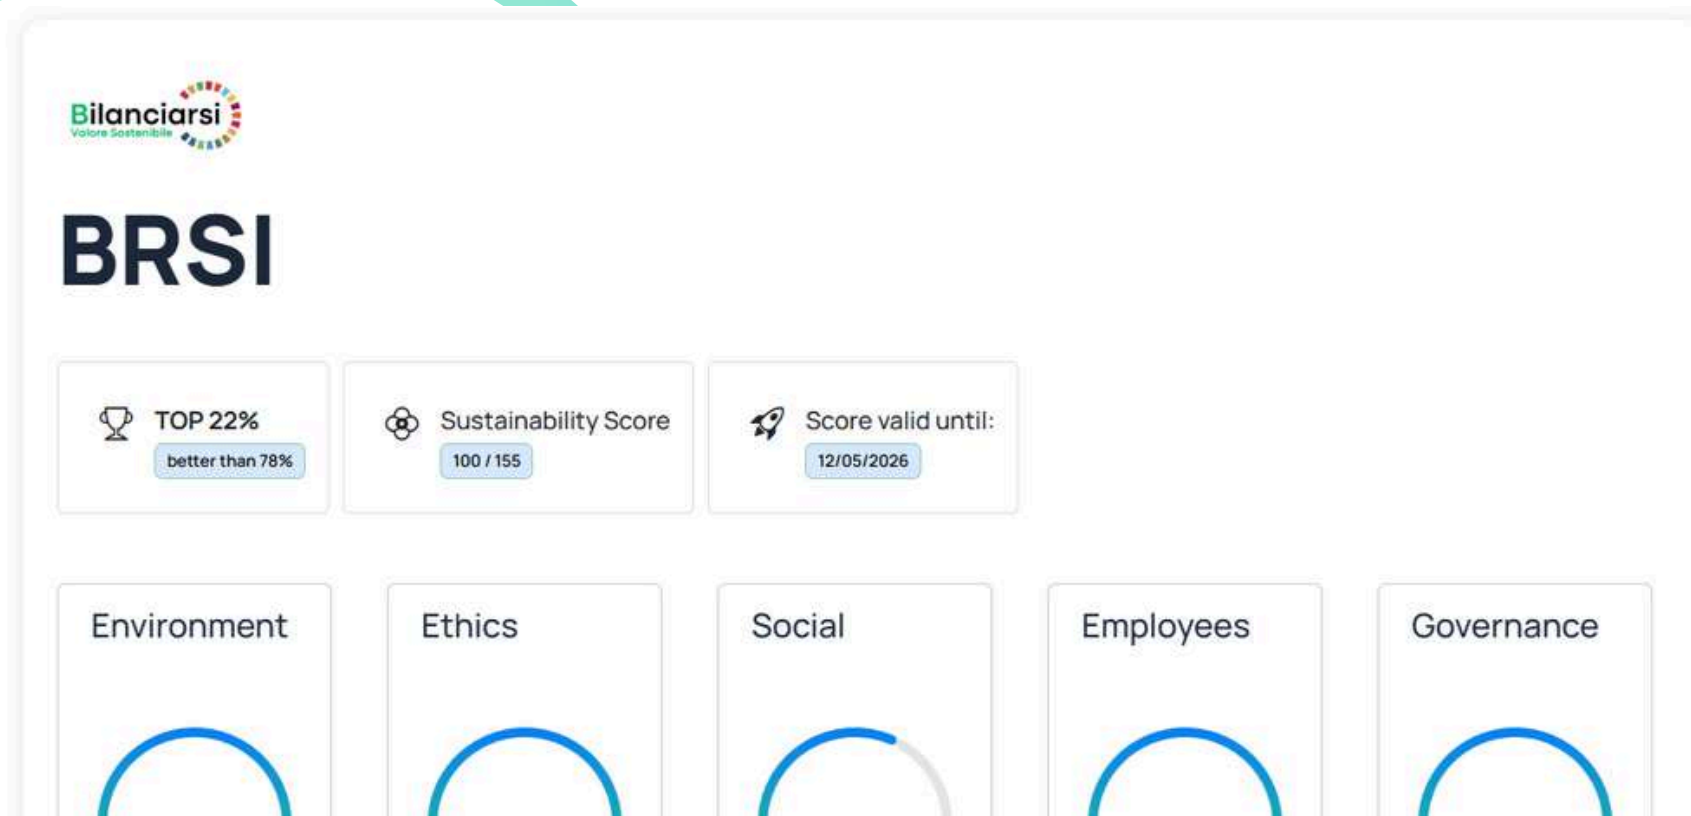 Bilanciarsi
Valore Sostenibile
BRSI
TOP 22%
better than 78%
Sustainability Score
100 / 155
Score valid until:
12/05/2026
Environment
Ethics
Social
Employees
Governance